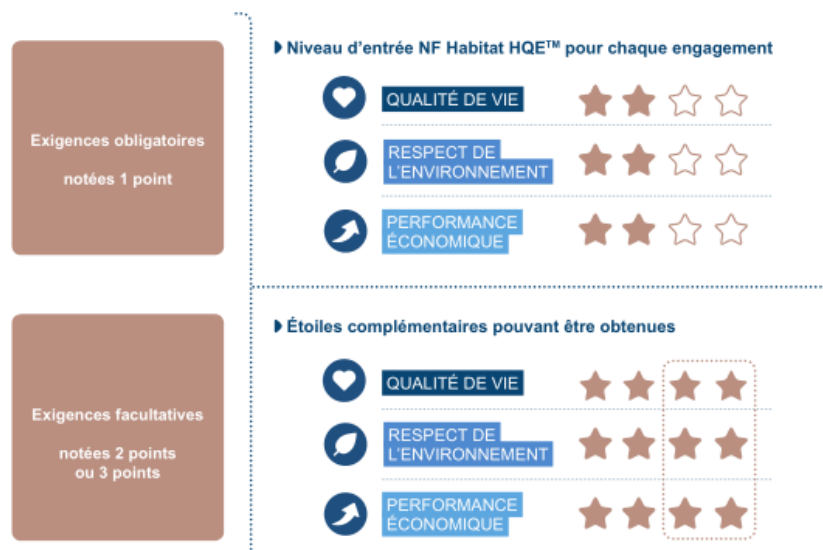 Exigences obligatoires
notées 1 point
Niveau d'entrée NF Habitat HQE™ pour chaque engagement
QUALITÉ DE VIE
RESPECT DE
L'ENVIRONNEMENT
PERFORMANCE
ÉCONOMIQUE
Exigences facultatives
notées 2 points
ou 3 points
Étoiles complémentaires pouvant être obtenues
QUALITÉ DE VIE
RESPECT DE
L'ENVIRONNEMENT
PERFORMANCE
ÉCONOMIQUE